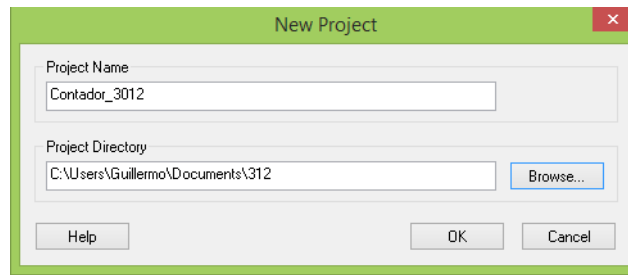 New Project
Project Name
Contador_3012
Project Directory
C:\Users\Guillermo\Documents\312
Browse...
Help
OK
Cancel